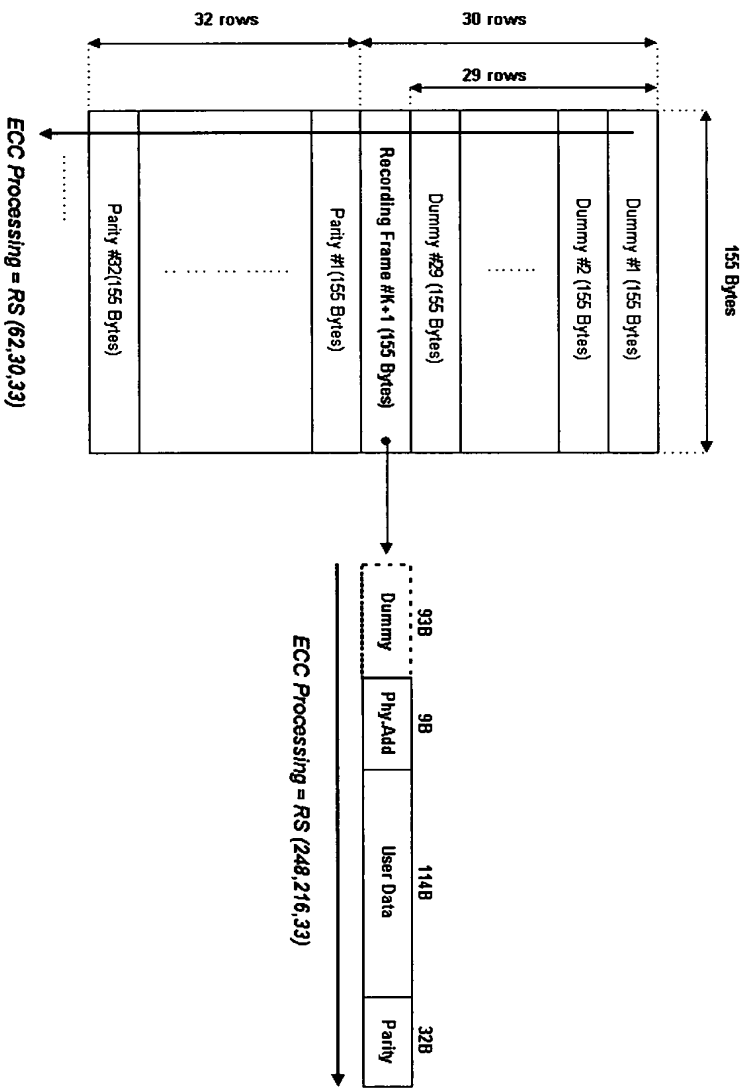 155 Bytes
32 rows
30 rows
29 rows
Dummy #1 (155 Bytes)
Dummy #2 (155 Bytes)
........
Dummy #29 (155 Bytes)
Recording Frame #K+1 (155 Bytes)
Parity #1(155 Bytes)
.. ... ... ........
Parity #32(155 Bytes)
ECC Processing = RS (62,30,33)
93B
9B
114B
32B
Dummy
Phy.Add
User Data
Parity
ECC Processing = RS (248,216,33)